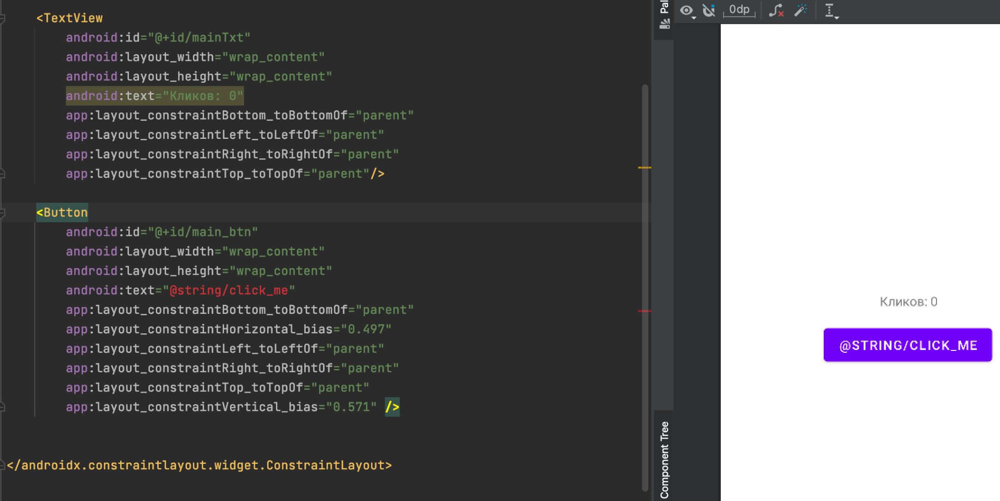 <TextView
android:id="@+id/mainTxt"
android:layout_width="wrap_content"
android:layout_height="wrap_content"
android:text="Кликов: 0"
app:layout_constraintBottom_toBottomOf="parent"
app:layout_constraintLeft_toLeftOf="parent"
app:layout_constraintRight_toRightOf="parent"
app:layout_constraintTop_toTopOf="parent"/>
<Button
android:id="@+id/main_btn"
android:layout_width="wrap_content"
android:layout_height="wrap_content"
android:text="@string/click_me"
app:layout_constraintBottom_toBottomOf="parent"
app:layout_constraintHorizontal_bias="0.497"
app:layout_constraintLeft_toLeftOf="parent"
app:layout_constraintRight_toRightOf="parent"
app:layout_constraintTop_toTopOf="parent"
app:layout_constraintVertical_bias="0.571" />
</androidx.constraintlayout.widget.ConstraintLayout>
Pal
Component Tree
0dp
Кликов: 0
@STRING/CLICK_ME